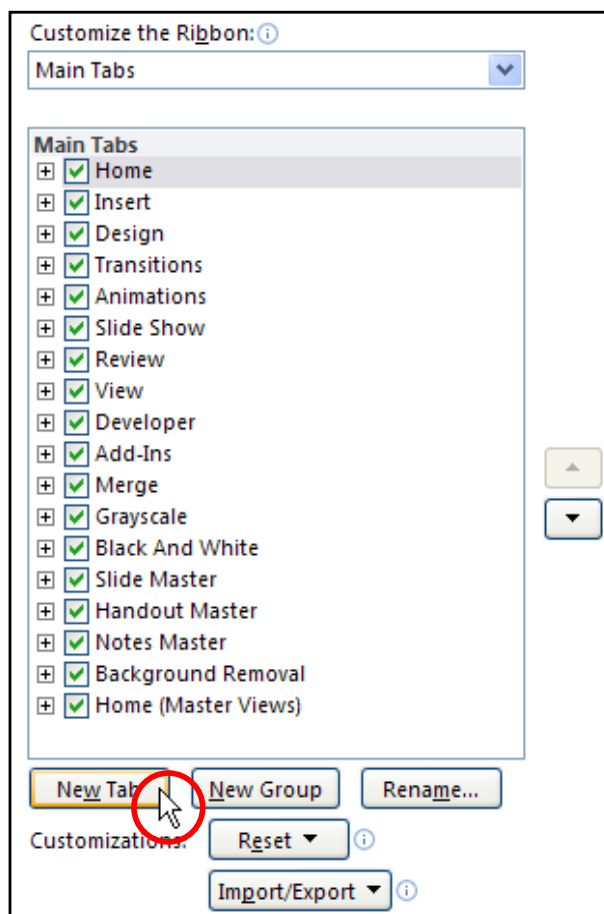 Customize the Ribbon:
Main Tabs
Main Tabs
Home
Insert
Design
Transitions
Animations
Slide Show
Review
View
Developer
Add-Ins
Merge
Grayscale
Black And White
Slide Master
Handout Master
Notes Master
Background Removal
Home (Master Views)
New Tab New Group Rename...
Customizations: Reset
Import/Export